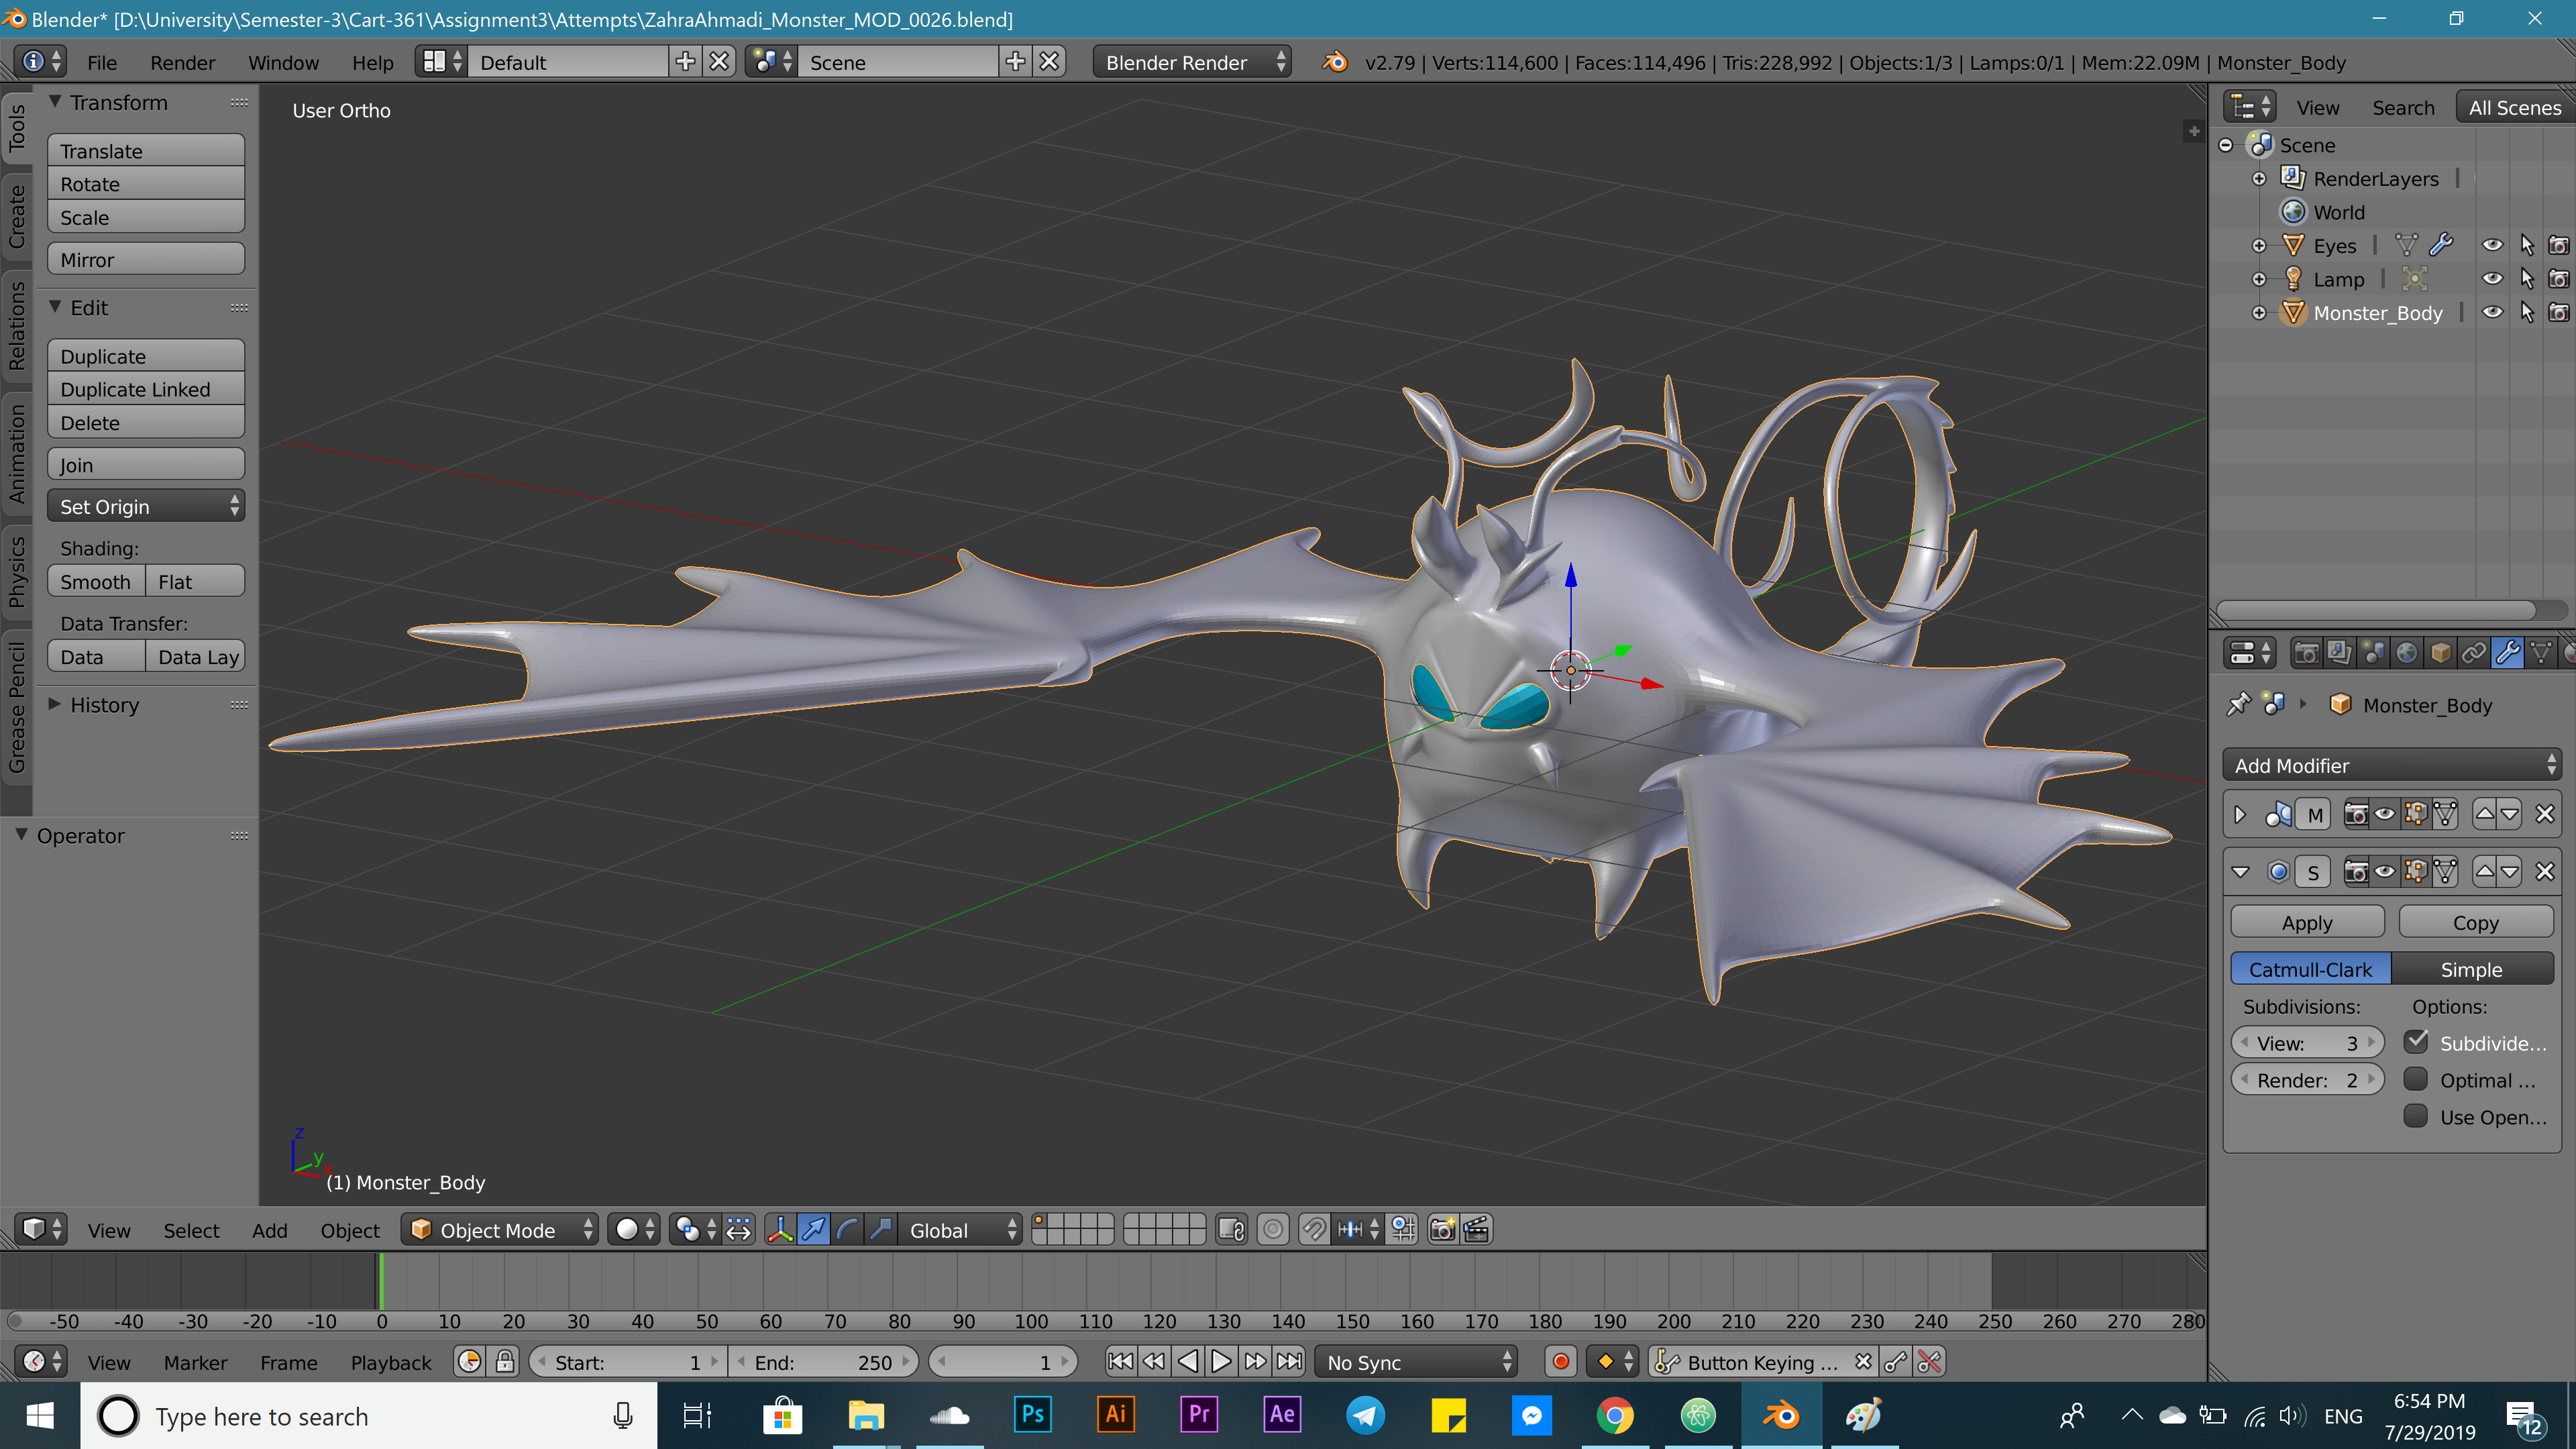 Blender* [D:\University\Semester-3\Cart-361\Assignment3\Attempts\ZahraAhmadi_Monster_MOD_0026.blend]
File Render Window Help Default Scene Blender Render v2.79 | Verts:114,600 | Faces:114,496 | Tris:228,992 | Objects:1/3 | Lamps:0/1 | Mem:22.09M | Monster_Body
Tools
Create
Relations
Animation
Physics
Grease Pencil
Transform
Translate
Rotate
Scale
Mirror
Edit
Duplicate
Duplicate Linked
Delete
Join
Set Origin
Shading:
Smooth Flat
Data Transfer:
Data Data Lay
History
Operator
User Ortho
z
y
x
(1) Monster_Body
View Search All Scenes
Scene
RenderLayers
World
Eyes
Lamp
Monster_Body
Monster_Body
Add Modifier
M
S
Apply Copy
Catmull-Clark Simple
Subdivisions: Options:
View: 3 Subdivide...
Render: 2 Optimal ...
Use Open...
View Select Add Object Object Mode Global
-50 -40 -30 -20 -10 0 10 20 30 40 50 60 70 80 90 100 110 120 130 140 150 160 170 180 190 200 210 220 230 240 250 260 270 280
View Marker Frame Playback Start: 1 End: 250 1 No Sync Button Keying ...
Type here to search Ps Ai Pr Ae ENG 6:54 PM
7/29/2019
12